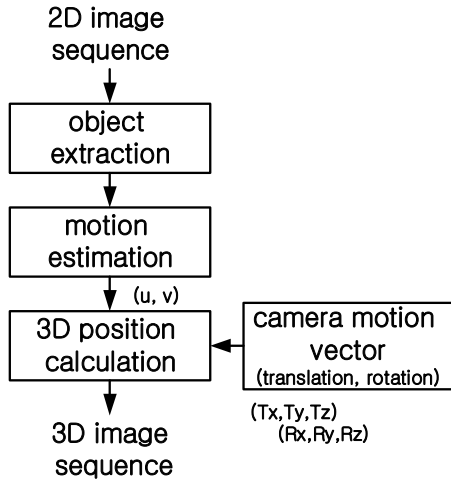 2D image
sequence
object
extraction
motion
estimation
(u, v)
3D position
calculation
camera motion
vector
(translation, rotation)
(Tx,Ty,Tz)
(Rx,Ry,Rz)
3D image
sequence